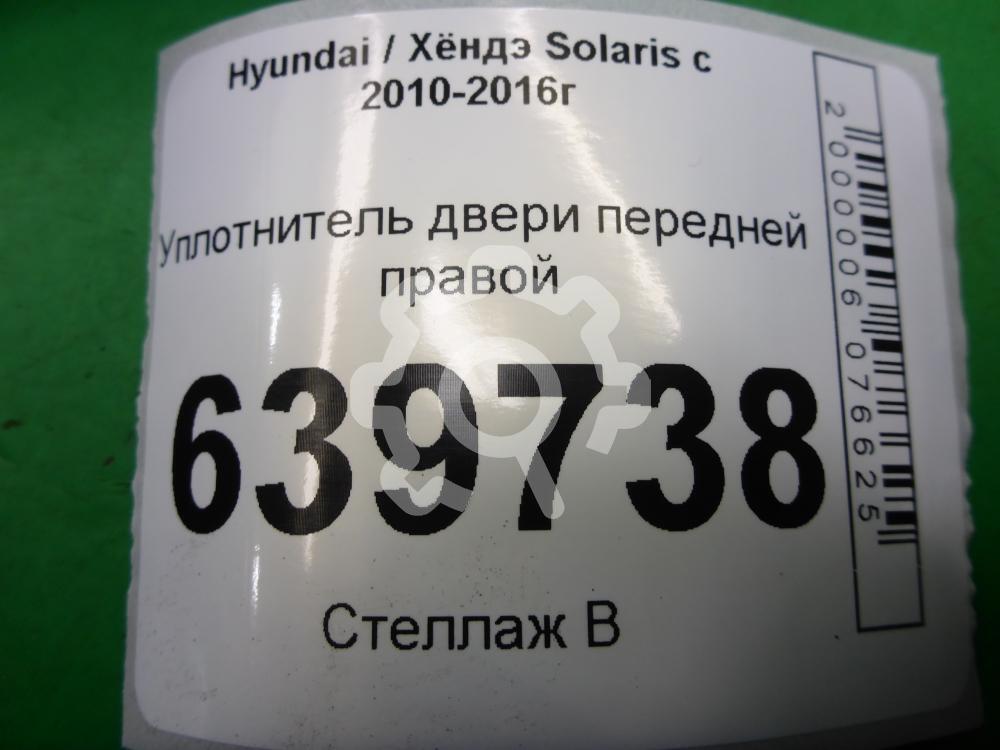 Hyundai / Хёндэ Solaris с
2010-2016г
Уплотнитель двери передней
правой
639738
Стеллаж В
2000006076625